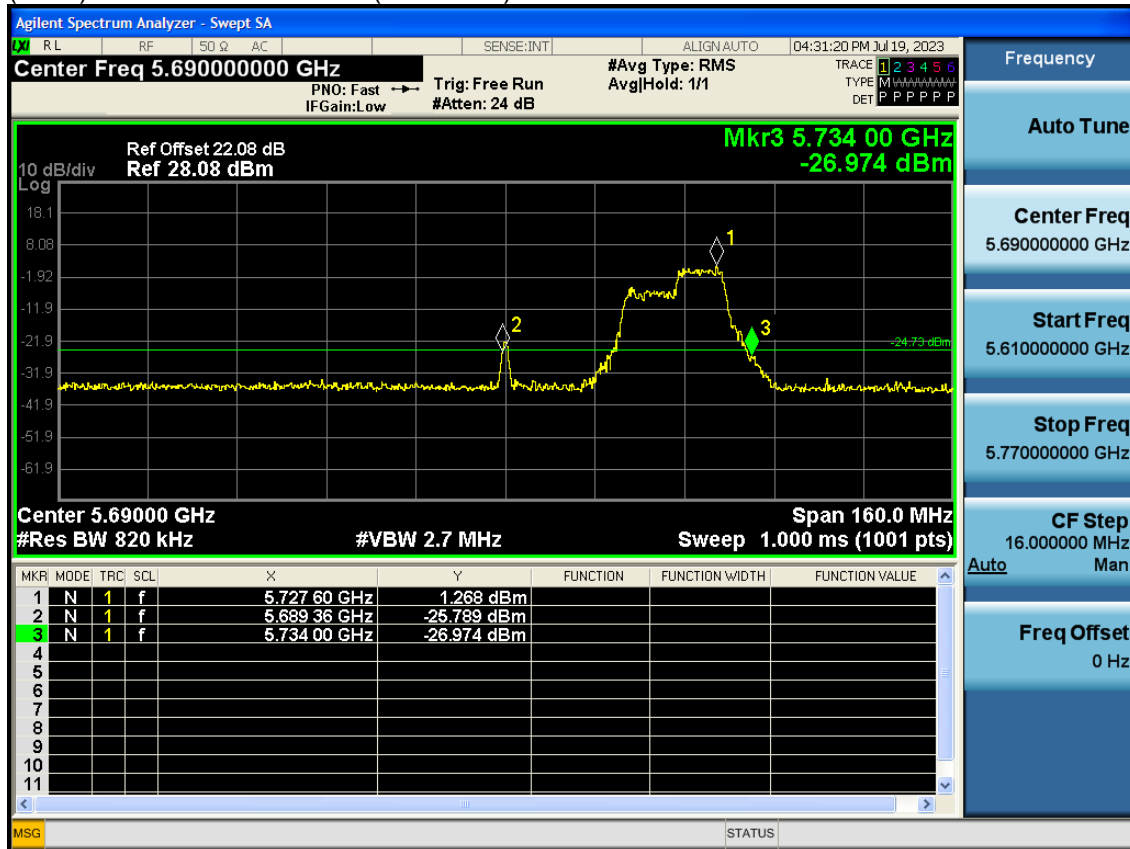 Agilent Spectrum Analyzer - Swept SA
LXI RL RF 50 Ω AC SENSE:INT ALIGN AUTO 04:31:20 PM Jul 19, 2023
Center Freq 5.690000000 GHz
PNO: Fast
IFGain:Low
Trig: Free Run
#Atten: 24 dB
#Avg Type: RMS
Avg|Hold: 1/1
TRACE 1 2 3 4 5 6
TYPE M
DET P P P P P P
Mkr3 5.734 00 GHz
-26.974 dBm
Ref Offset 22.08 dB
10 dB/div Ref 28.08 dBm
Log
18.1
8.08
-1.92
-11.9
-21.9
-31.9
-41.9
-51.9
-61.9
1
2
3
-24.73 dBm
Center 5.69000 GHz Span 160.0 MHz
#Res BW 820 kHz #VBW 2.7 MHz Sweep 1.000 ms (1001 pts)
MKR MODE TRC SCL X Y FUNCTION FUNCTION WIDTH FUNCTION VALUE
1 N 1 f 5.727 60 GHz 1.268 dBm
2 N 1 f 5.689 36 GHz -25.789 dBm
3 N 1 f 5.734 00 GHz -26.974 dBm
4
5
6
7
8
9
10
11
MSG STATUS
Frequency
Auto Tune
Center Freq
5.690000000 GHz
Start Freq
5.610000000 GHz
Stop Freq
5.770000000 GHz
CF Step
16.000000 MHz
Auto Man
Freq Offset
0 Hz